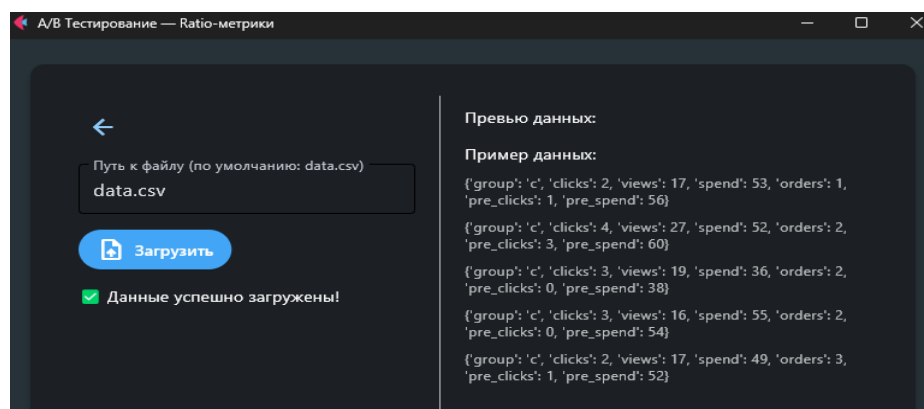 A/B Тестирование — Ratio-метрики
Путь к файлу (по умолчанию: data.csv)
data.csv
Загрузить
Данные успешно загружены!
Превью данных:
Пример данных:
{'group': 'c', 'clicks': 2, 'views': 17, 'spend': 53, 'orders': 1,
'pre_clicks': 1, 'pre_spend': 56}
{'group': 'c', 'clicks': 4, 'views': 27, 'spend': 52, 'orders': 2,
'pre_clicks': 3, 'pre_spend': 60}
{'group': 'c', 'clicks': 3, 'views': 19, 'spend': 36, 'orders': 2,
'pre_clicks': 0, 'pre_spend': 38}
{'group': 'c', 'clicks': 3, 'views': 16, 'spend': 55, 'orders': 2,
'pre_clicks': 0, 'pre_spend': 54}
{'group': 'c', 'clicks': 2, 'views': 17, 'spend': 49, 'orders': 3,
'pre_clicks': 1, 'pre_spend': 52}